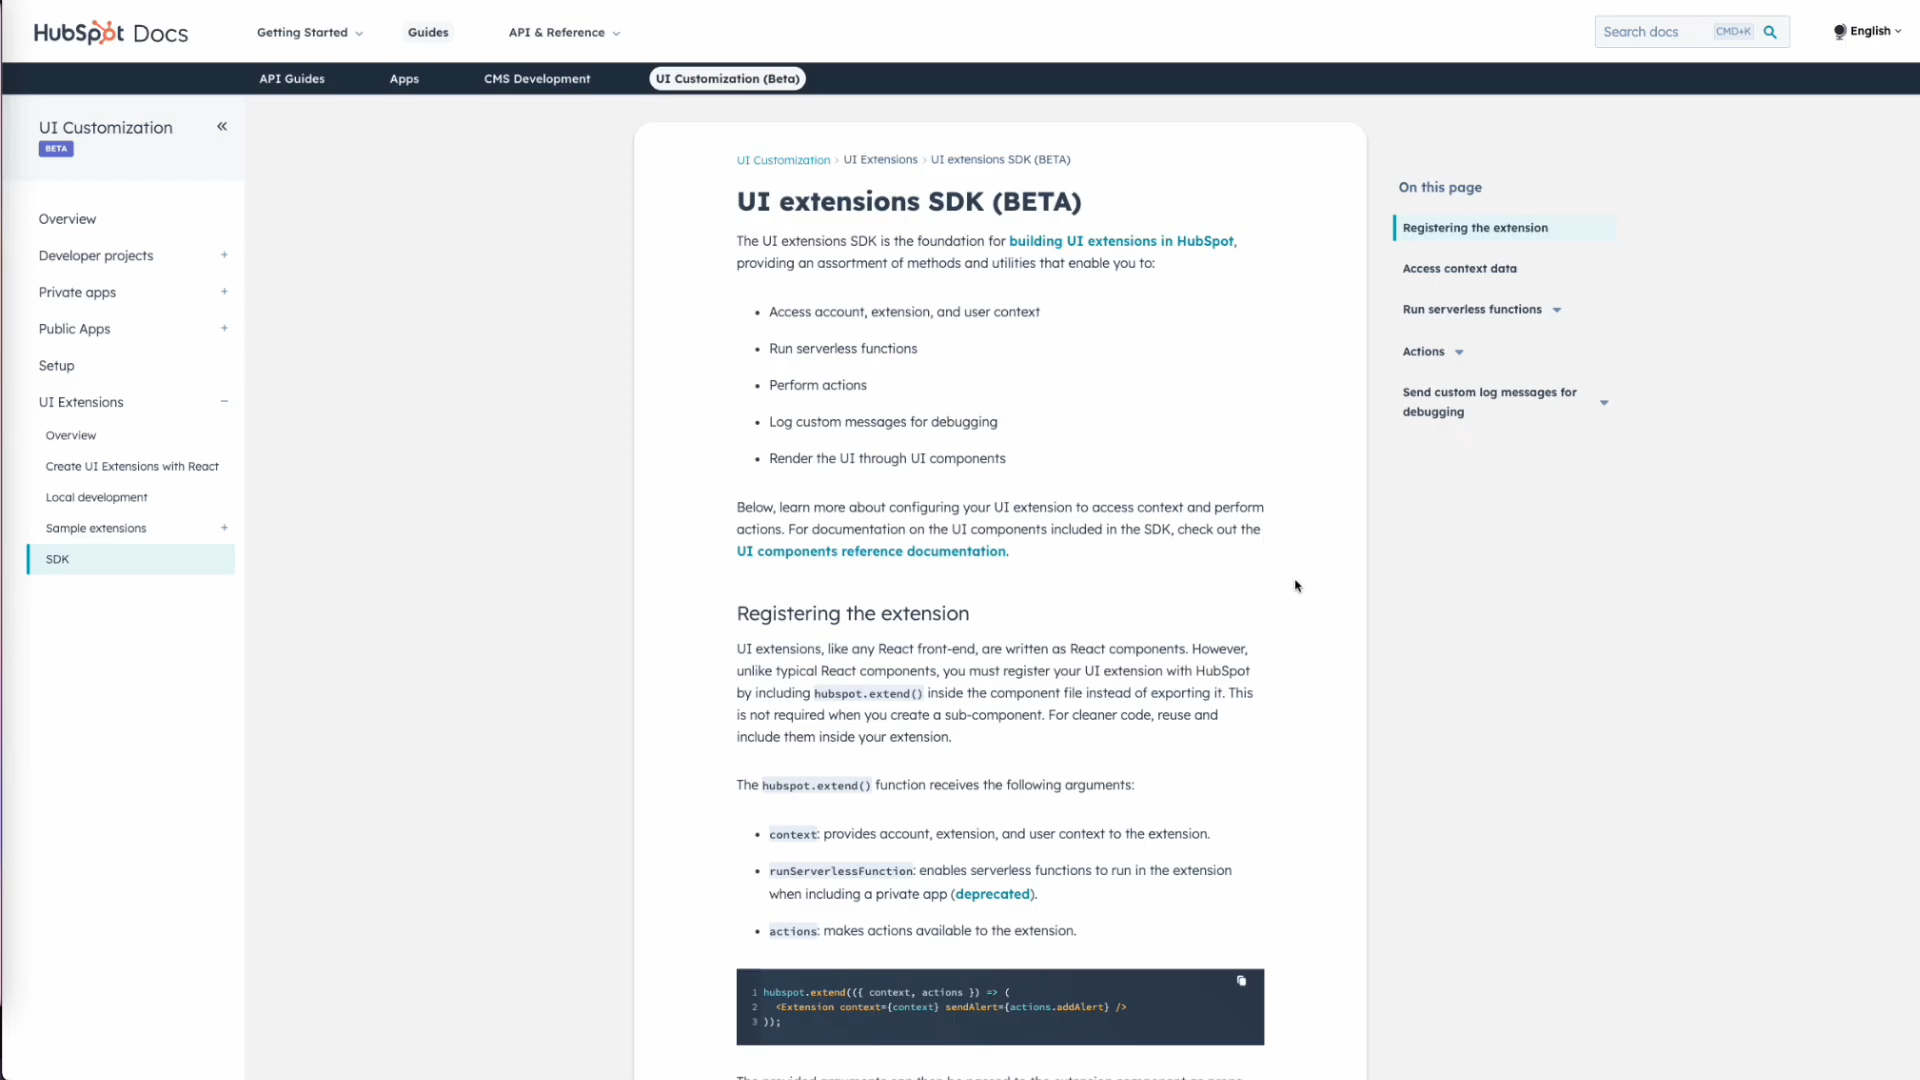 HubSpot Docs
Getting Started
Guides
API & Reference
Search docs
CMD+K
English
API Guides
Apps
CMS Development
UI Customization (Beta)
UI Customization
BETA
Overview
Developer projects
Private apps
Public Apps
Setup
UI Extensions
Overview
Create UI Extensions with React
Local development
Sample extensions
SDK
UI Customization › UI Extensions › UI extensions SDK (BETA)
UI extensions SDK (BETA)
The UI extensions SDK is the foundation for building UI extensions in HubSpot,
providing an assortment of methods and utilities that enable you to:
• Access account, extension, and user context
• Run serverless functions
• Perform actions
• Log custom messages for debugging
• Render the UI through UI components
Below, learn more about configuring your UI extension to access context and perform
actions. For documentation on the UI components included in the SDK, check out the
UI components reference documentation.
Registering the extension
UI extensions, like any React front-end, are written as React components. However,
unlike typical React components, you must register your UI extension with HubSpot
by including hubspot.extend() inside the component file instead of exporting it. This
is not required when you create a sub-component. For cleaner code, reuse and
include them inside your extension.
The hubspot.extend() function receives the following arguments:
• context: provides account, extension, and user context to the extension.
• runServerlessFunction: enables serverless functions to run in the extension
when including a private app (deprecated).
• actions: makes actions available to the extension.
1 hubspot.extend(({ context, actions }) => (
2 <Extension context={context} sendAlert={actions.addAlert} />
3 ));
The provided arguments can then be passed to the extension component as props
On this page
Registering the extension
Access context data
Run serverless functions
Actions
Send custom log messages for
debugging